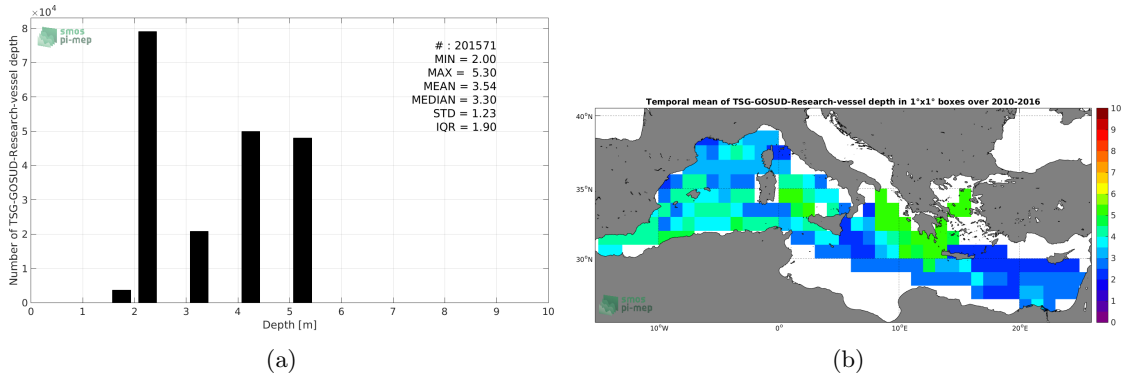 ×10⁴
smos
pi-mep
# : 201571
MIN = 2.00
MAX = 5.30
MEAN = 3.54
MEDIAN = 3.30
STD = 1.23
IQR = 1.90
Number of TSG-GOSUD-Research-vessel depth
8
7
6
5
4
3
2
1
0
0 1 2 3 4 5 6 7 8 9 10
Depth [m]
(a)
Temporal mean of TSG-GOSUD-Research-vessel depth in 1°x1° boxes over 2010-2016
40°N
35°N
30°N
10°W 0° 10°E 20°E
smos
pi-mep
10
9
8
7
6
5
4
3
2
1
0
(b)